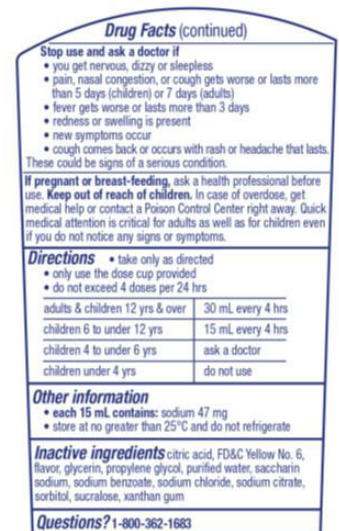 Drug Facts (continued)
Stop use and ask a doctor if
• you get nervous, dizzy or sleepless
• pain, nasal congestion, or cough gets worse or lasts more
than 5 days (children) or 7 days (adults)
• fever gets worse or lasts more than 3 days
• redness or swelling is present
• new symptoms occur
• cough comes back or occurs with rash or headache that lasts.
These could be signs of a serious condition.
If pregnant or breast-feeding, ask a health professional before
use. Keep out of reach of children. In case of overdose, get
medical help or contact a Poison Control Center right away. Quick
medical attention is critical for adults as well as for children even
if you do not notice any signs or symptoms.
Directions • take only as directed
• only use the dose cup provided
• do not exceed 4 doses per 24 hrs
adults & children 12 yrs & over 30 mL every 4 hrs
children 6 to under 12 yrs 15 mL every 4 hrs
children 4 to under 6 yrs ask a doctor
children under 4 yrs do not use
Other information
• each 15 mL contains: sodium 47 mg
• store at no greater than 25°C and do not refrigerate
Inactive ingredients citric acid, FD&C Yellow No. 6,
flavor, glycerin, propylene glycol, purified water, saccharin
sodium, sodium benzoate, sodium chloride, sodium citrate,
sorbitol, sucralose, xanthan gum
Questions? 1-800-362-1683